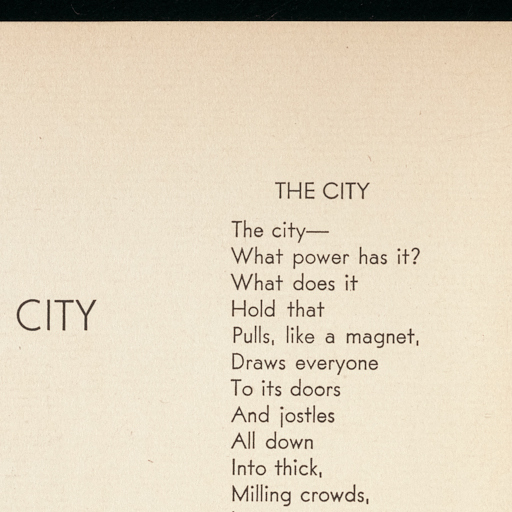 THE CITY
CITY
The city—
What power has it?
What does it
Hold that
Pulls, like a magnet,
Draws everyone
To its doors
And jostles
All down
Into thick,
Milling crowds,